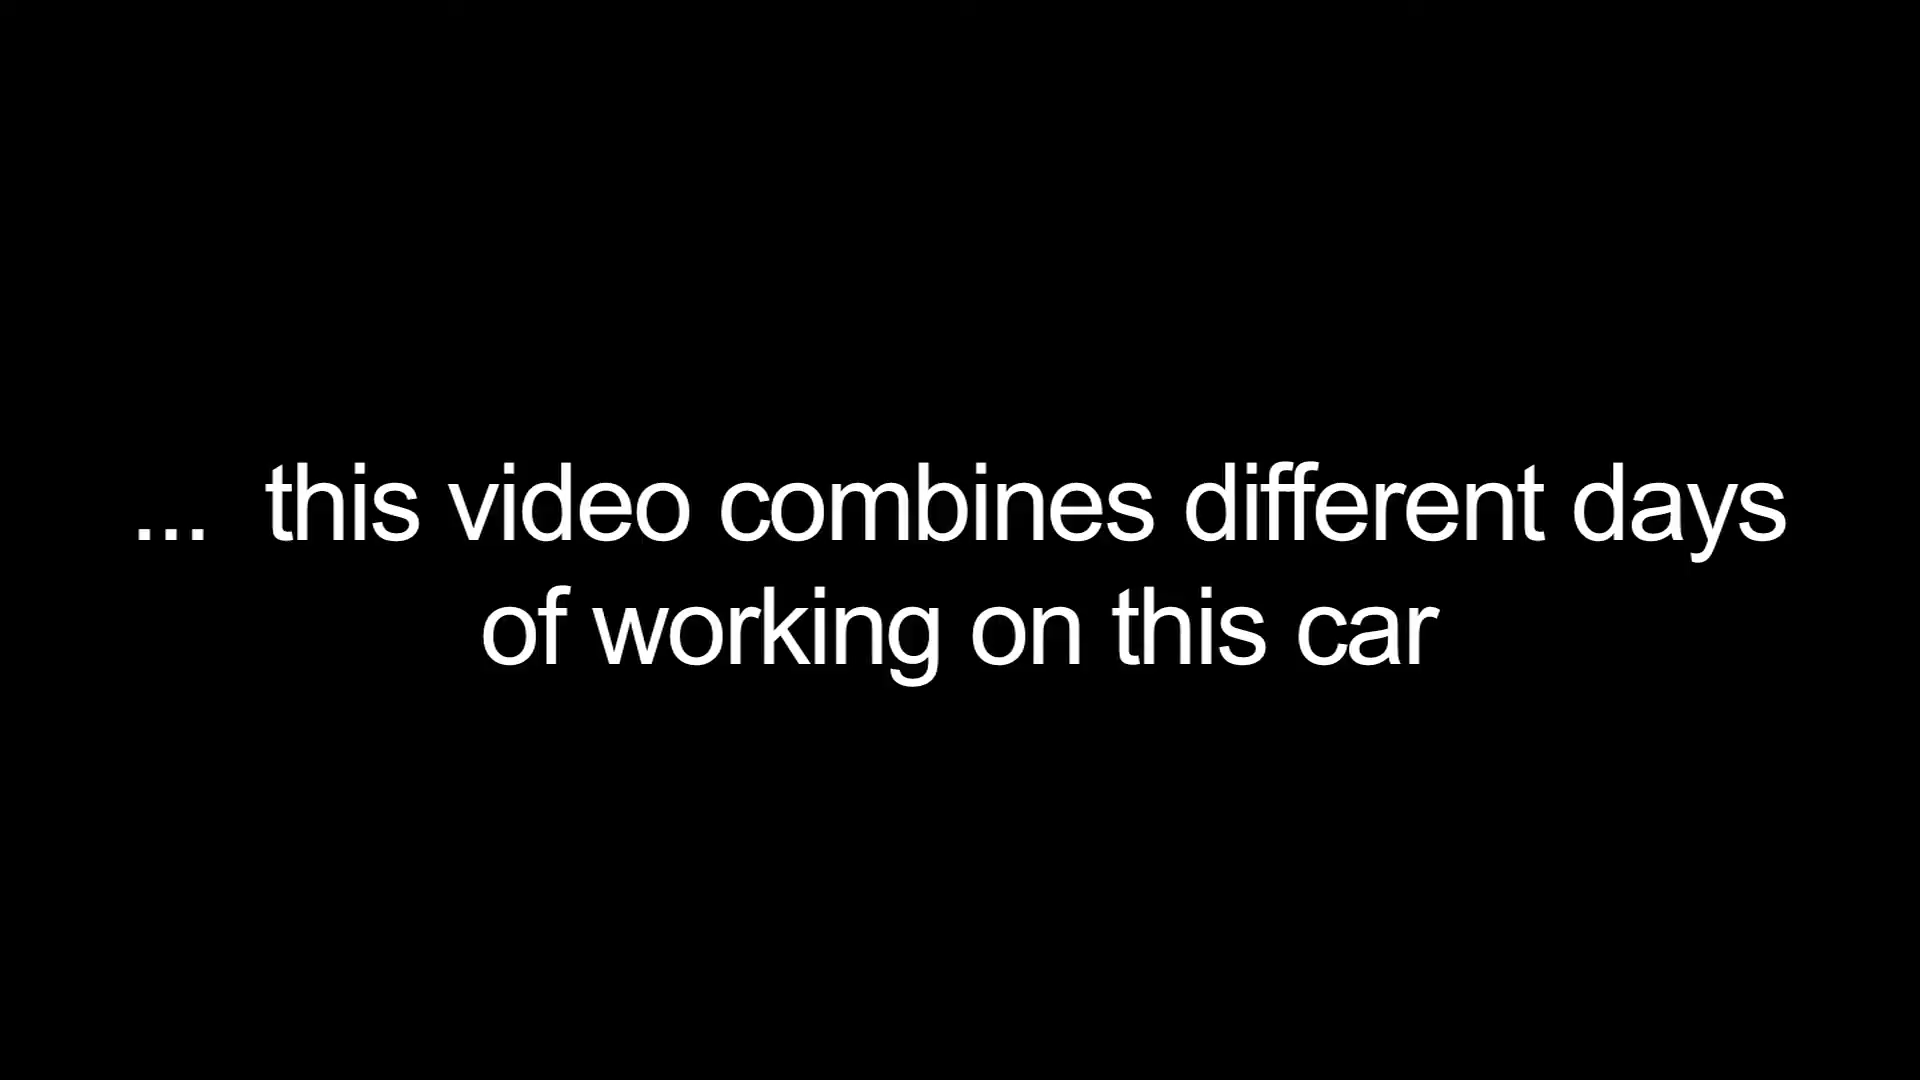 ...  this video combines different days
of working on this car